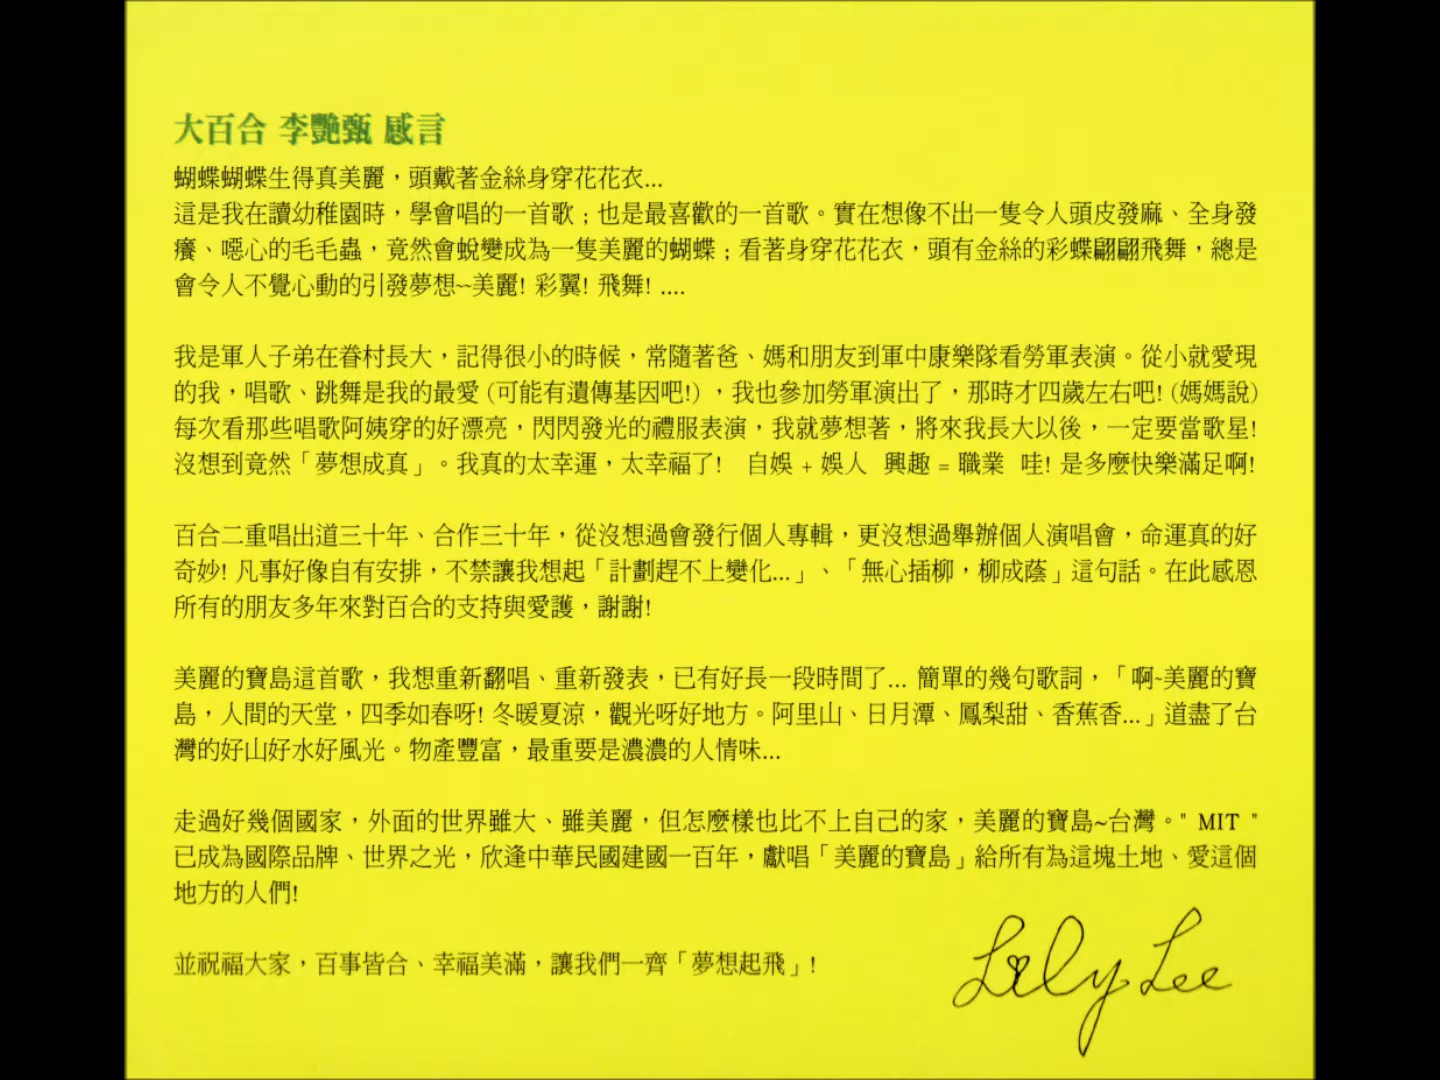 大百合 李艷甄 感言
蝴蝶蝴蝶生得真美麗，頭戴著金絲身穿花花衣...
這是我在讀幼稚園時，學會唱的一首歌；也是最喜歡的一首歌。實在想像不出一隻令人頭皮發麻、全身發
癢、噁心的毛毛蟲，竟然會蛻變成為一隻美麗的蝴蝶；看著身穿花花衣，頭有金絲的彩蝶翩翩飛舞，總是
會令人不覺心動的引發夢想~~美麗! 彩翼! 飛舞! ....
我是軍人子弟在眷村長大，記得很小的時候，常隨著爸、媽和朋友到軍中康樂隊看勞軍表演。從小就愛現
的我，唱歌、跳舞是我的最愛 (可能有遺傳基因吧!) ，我也參加勞軍演出了，那時才四歲左右吧! (媽媽說)
每次看那些唱歌阿姨穿的好漂亮，閃閃發光的禮服表演，我就夢想著，將來我長大以後，一定要當歌星!
沒想到竟然「夢想成真」。我真的太幸運，太幸福了! 自娛 + 娛人 興趣 = 職業 哇! 是多麼快樂滿足啊!
百合二重唱出道三十年、合作三十年，從沒想過會發行個人專輯，更沒想過舉辦個人演唱會，命運真的好
奇妙! 凡事好像自有安排，不禁讓我想起「計劃趕不上變化...」、「無心插柳，柳成蔭」這句話。在此感恩
所有的朋友多年來對百合的支持與愛護，謝謝!
美麗的寶島這首歌，我想重新翻唱、重新發表，已有好長一段時間了... 簡單的幾句歌詞，「啊~美麗的寶
島，人間的天堂，四季如春呀! 冬暖夏涼，觀光呀好地方。阿里山、日月潭、鳳梨甜、香蕉香...」道盡了台
灣的好山好水好風光。物產豐富，最重要是濃濃的人情味...
走過好幾個國家，外面的世界雖大、雖美麗，但怎麼樣也比不上自己的家，美麗的寶島~台灣。" MIT "
已成為國際品牌、世界之光，欣逢中華民國建國一百年，獻唱「美麗的寶島」給所有為這塊土地、愛這個
地方的人們!
並祝福大家，百事皆合、幸福美滿，讓我們一齊「夢想起飛」!
Lily Lee